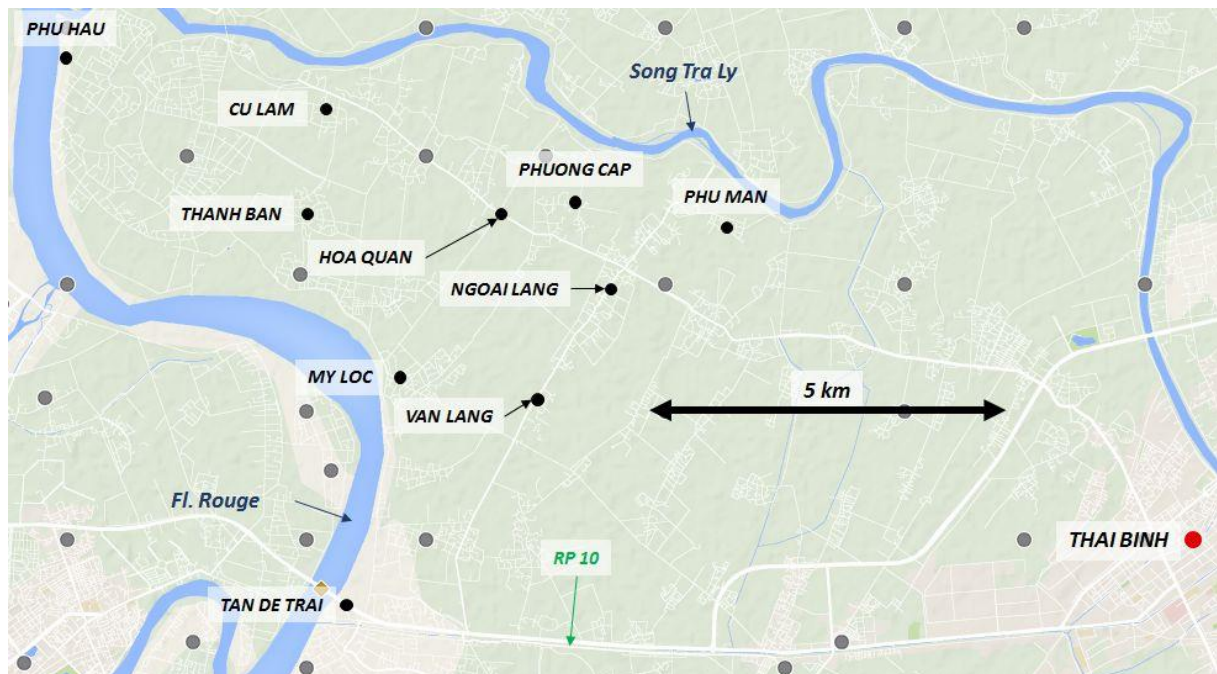 PHU HAU
Song Tra Ly
CU LAM
PHUONG CAP
PHU MAN
THANH BAN
HOA QUAN
NGOAI LANG
MY LOC
5 km
VAN LANG
Fl. Rouge
THAI BINH
RP 10
TAN DE TRAI